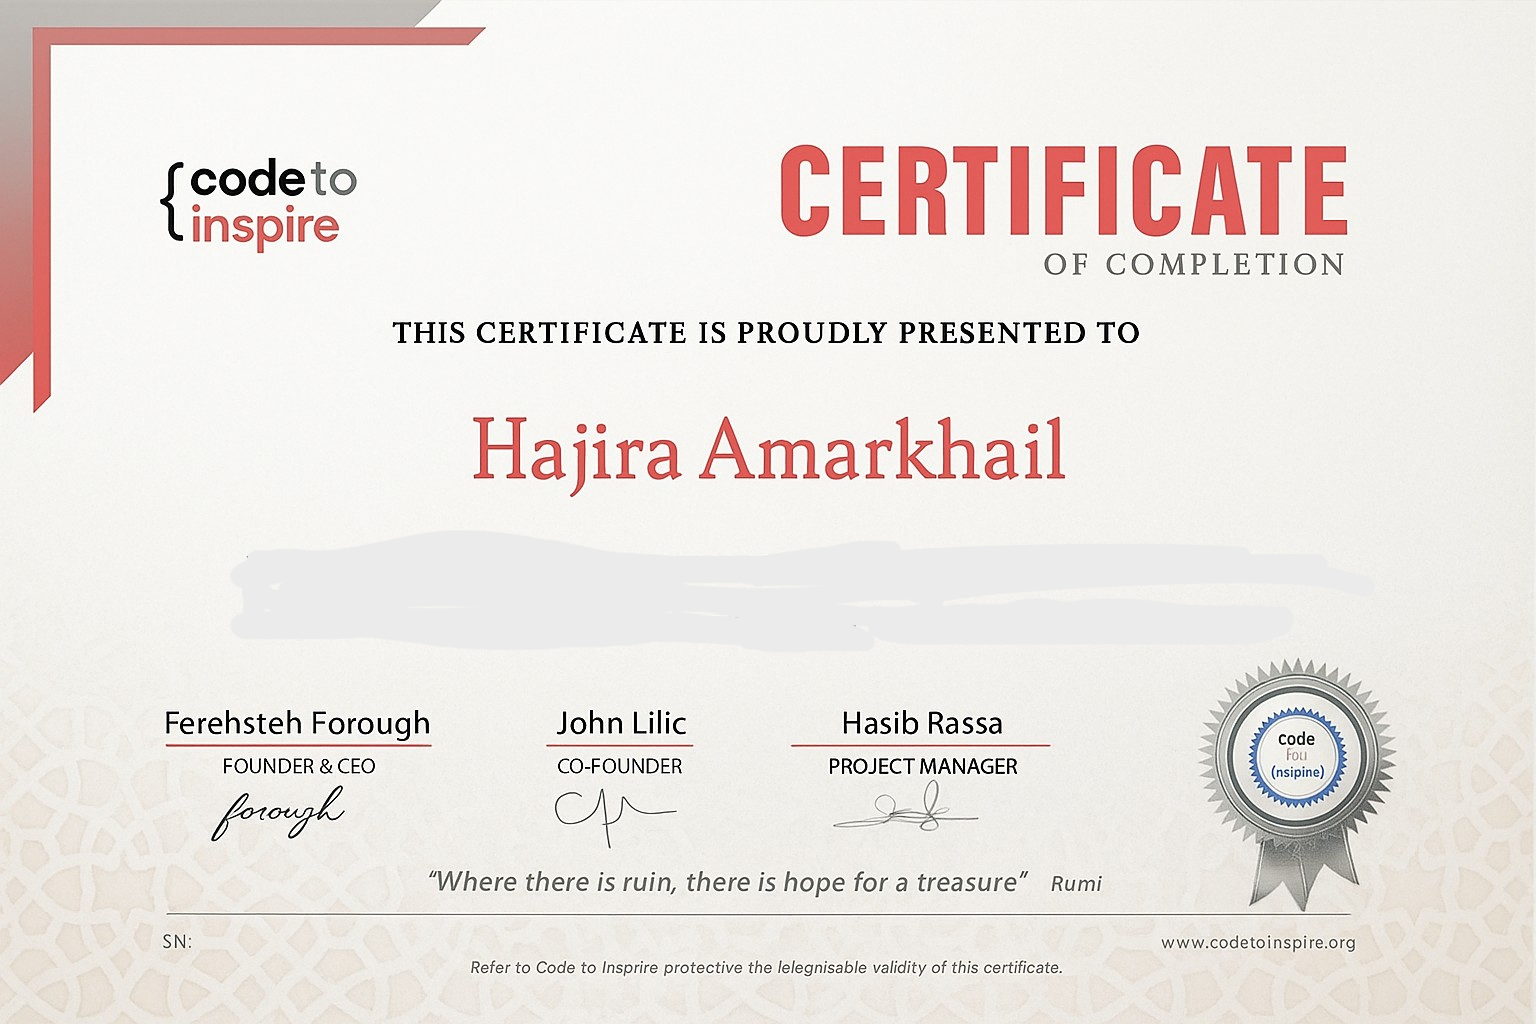 { code to
inspire
CERTIFICATE
OF COMPLETION
THIS CERTIFICATE IS PROUDLY PRESENTED TO
Hajira Amarkhail
Ferehsteh Forough
FOUNDER & CEO
forough
John Lilic
CO-FOUNDER
Hasib Rassa
PROJECT MANAGER
code
Fou
(nsipine)
“Where there is ruin, there is hope for a treasure” Rumi
SN:
www.codetoinspire.org
Refer to Code to Insprire protective the lelegnisable validity of this certificate.